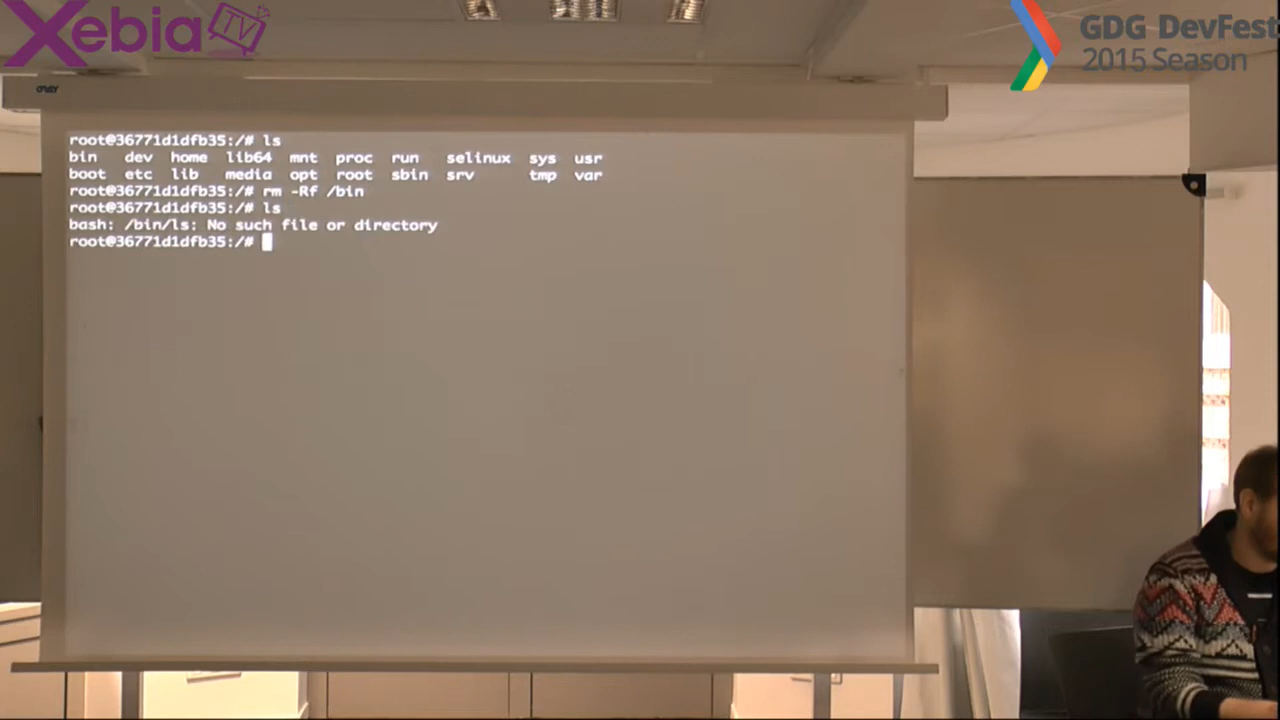 Xebia TV
GDG DevFest
2015 Season
root@36771d1dfb35:/# ls
bin dev home lib64 mnt proc run selinux sys usr
boot etc lib media opt root sbin srv tmp var
root@36771d1dfb35:/# rm -Rf /bin
root@36771d1dfb35:/# ls
bash: /bin/ls: No such file or directory
root@36771d1dfb35:/#